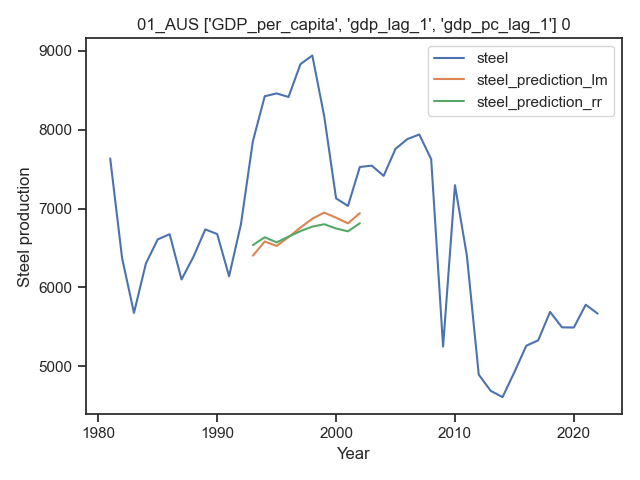 01_AUS ['GDP_per_capita', 'gdp_lag_1', 'gdp_pc_lag_1'] 0
steel
steel_prediction_lm
steel_prediction_rr
Steel production
9000
8000
7000
6000
5000
1980
1990
2000
2010
2020
Year